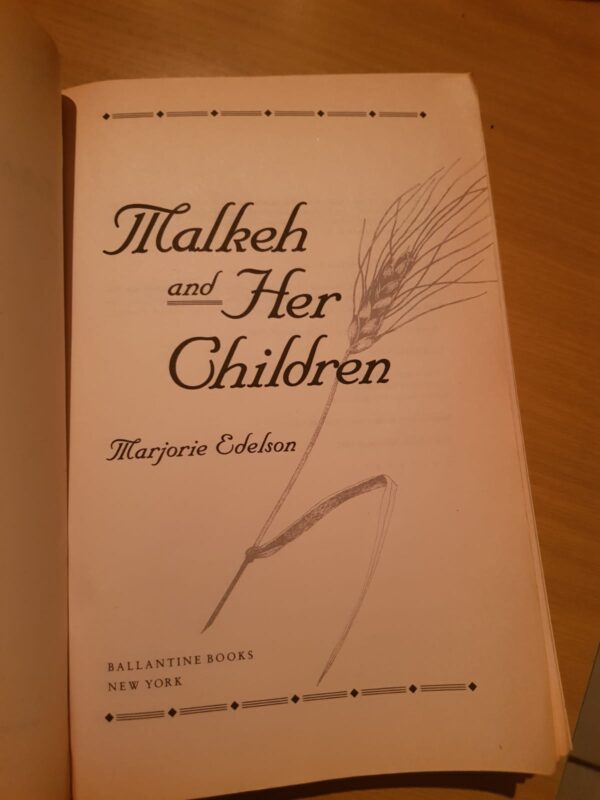 Malkeh
and Her
Children
Marjorie Edelson
BALLANTINE BOOKS
NEW YORK